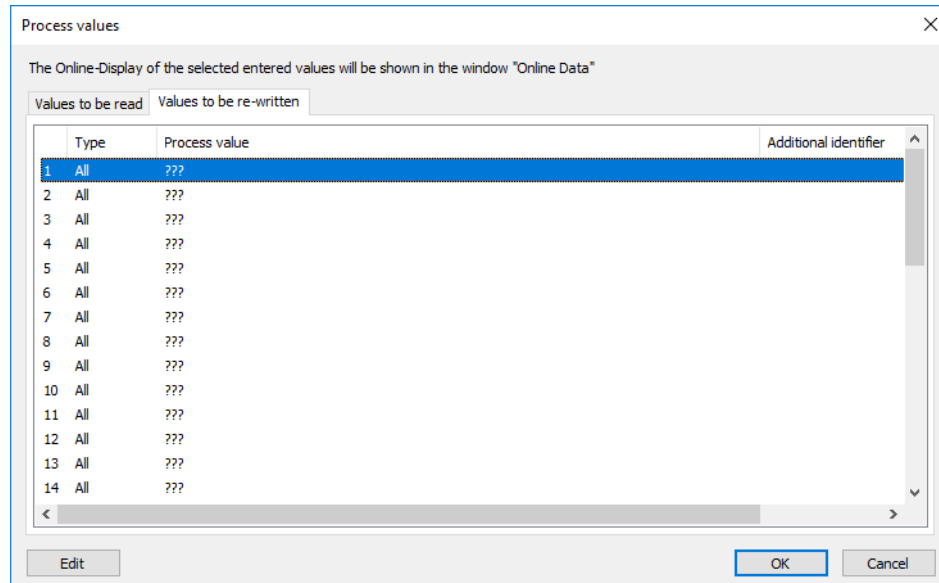 Process values
The Online-Display of the selected entered values will be shown in the window "Online Data"
Values to be read Values to be re-written
Type Process value Additional identifier
1 All ???
2 All ???
3 All ???
4 All ???
5 All ???
6 All ???
7 All ???
8 All ???
9 All ???
10 All ???
11 All ???
12 All ???
13 All ???
14 All ???
Edit OK Cancel